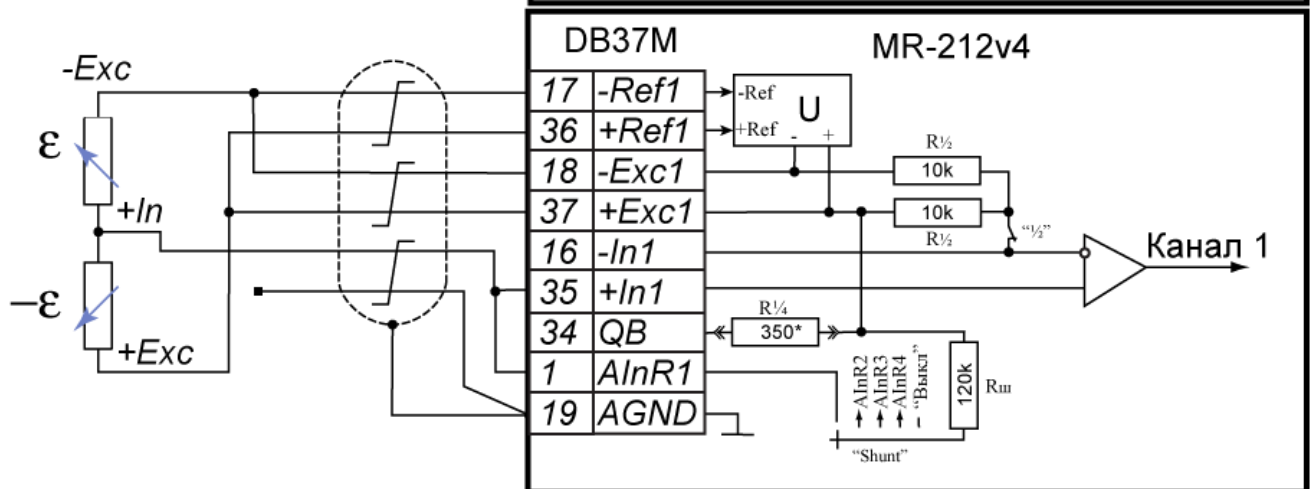 DB37M
MR-212v4
-Exc
17 -Ref1
-Ref
U
36 +Ref1
+Ref
- +
R½
ε
18 -Exc1
10k
+In
37 +Exc1
10k
R½
“½”
16 -In1
Канал 1
35 +In1
−ε
R¼
34 QB
350*
+Exc
1 AInR1
AInR2
AInR3
AInR4
“Выкл”
120k
Rш
19 AGND
“Shunt”